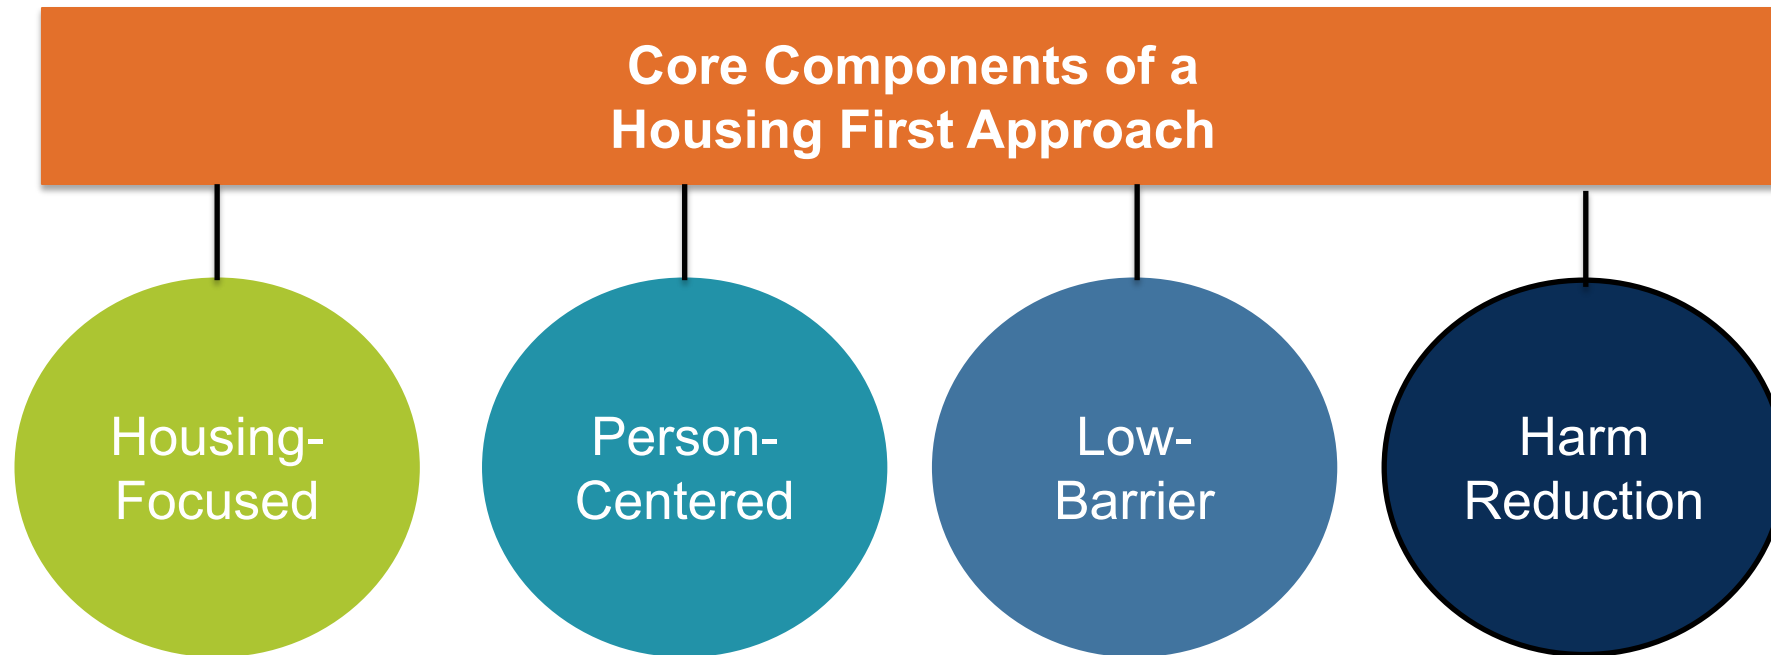 Core Components of a
Housing First Approach
Housing-
Focused
Person-
Centered
Low-
Barrier
Harm
Reduction